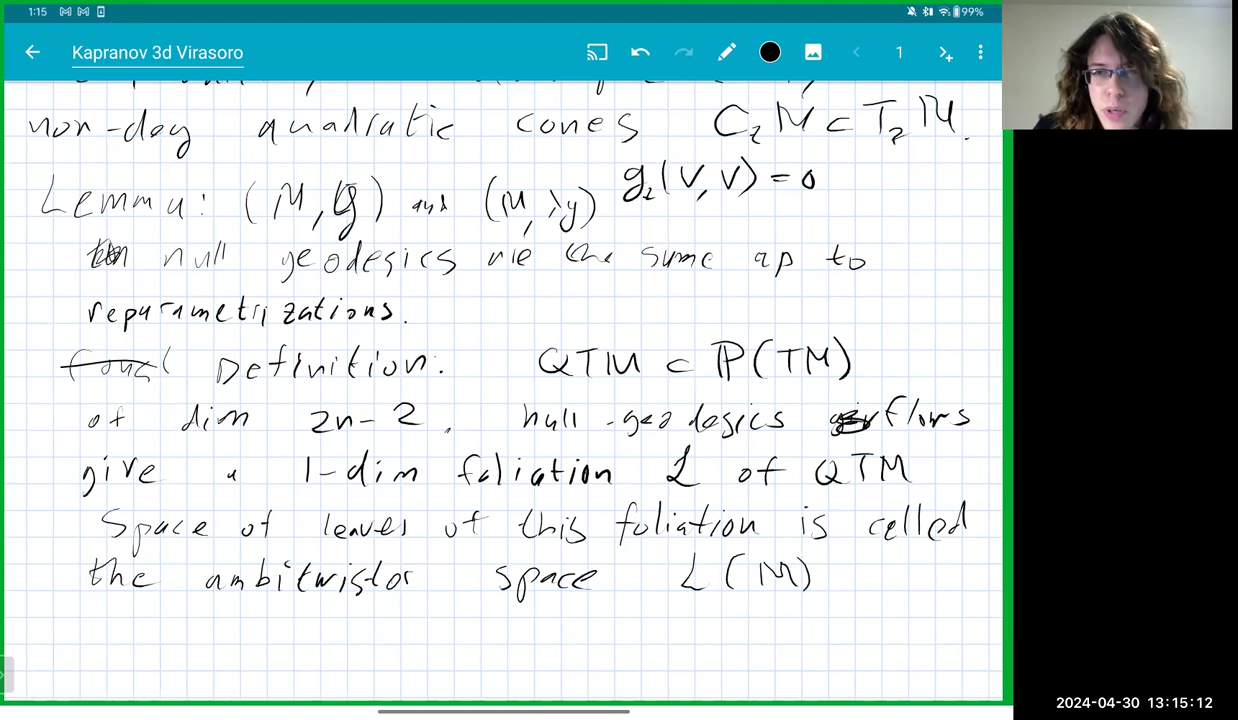 1:15
99%
Kapranov 3d Virasoro
1
non-deg quadratic cones C_z M ⊂ T_z M.
g_z(V, V) = 0
Lemma: (M, g) and (M, λg)
null geodesics are the same up to
reparametrizations.
Definition: QTM ⊂ ℙ(TM)
of dim 2n-2. null-geodesics flows
give a 1-dim foliation L of QTM
Space of leaves of this foliation is called
the ambitwistor space L(M)
2024-04-30 13:15:12